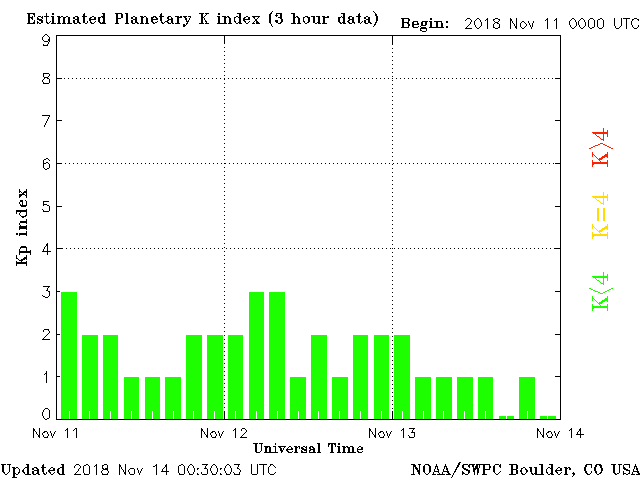 Estimated Planetary K index (3 hour data) Begin: 2018 Nov 11 0000 UTC
9
8
7
6
5
4
3
2
1
0
Kp index
K>4
K=4
K<4
Nov 11 Nov 12 Nov 13 Nov 14
Universal Time
Updated 2018 Nov 14 00:30:03 UTC NOAA/SWPC Boulder, CO USA